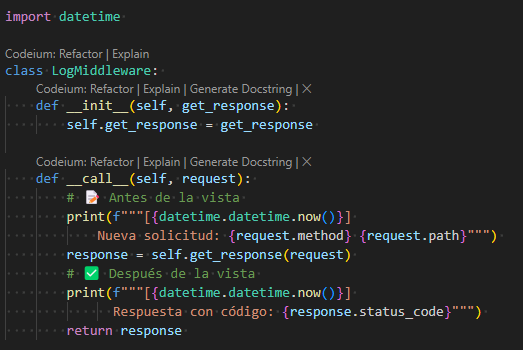 import datetime
Codeium: Refactor | Explain
class LogMiddleware:
Codeium: Refactor | Explain | Generate Docstring | ✕
    def __init__(self, get_response):
        self.get_response = get_response
Codeium: Refactor | Explain | Generate Docstring | ✕
    def __call__(self, request):
        # 📝 Antes de la vista
        print(f"""[{datetime.datetime.now()}]
            Nueva solicitud: {request.method} {request.path}""")
        response = self.get_response(request)
        # ✅ Después de la vista
        print(f"""[{datetime.datetime.now()}]
              Respuesta con código: {response.status_code}""")
        return response